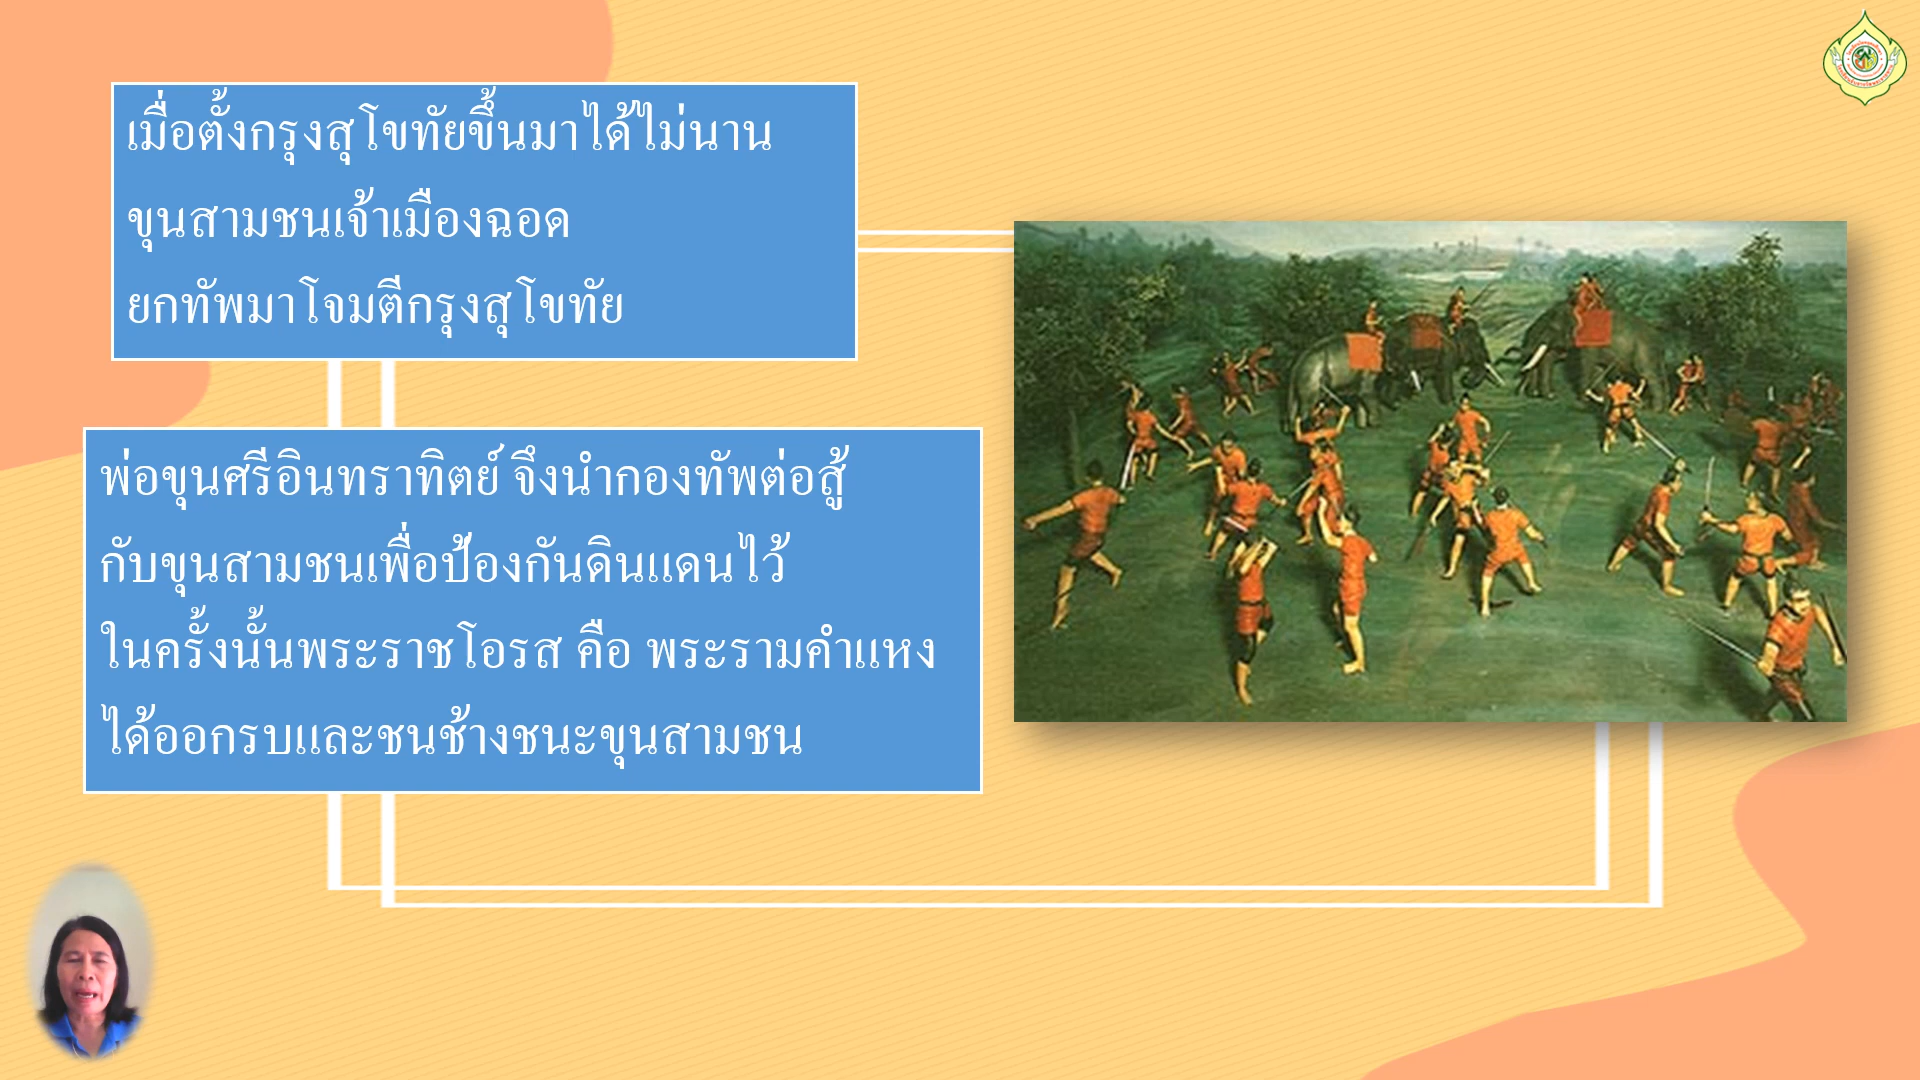 เมื่อตั้งกรุงสุโขทัยขึ้นมาได้ไม่นาน
ขุนสามชนเจ้าเมืองฉอด
ยกทัพมาโจมตีกรุงสุโขทัย
พ่อขุนศรีอินทราทิตย์ จึงนำกองทัพต่อสู้
กับขุนสามชนเพื่อป้องกันดินแดนไว้
ในครั้งนั้นพระราชโอรส คือ พระรามคำแหง
ได้ออกรบและชนช้างชนะขุนสามชน